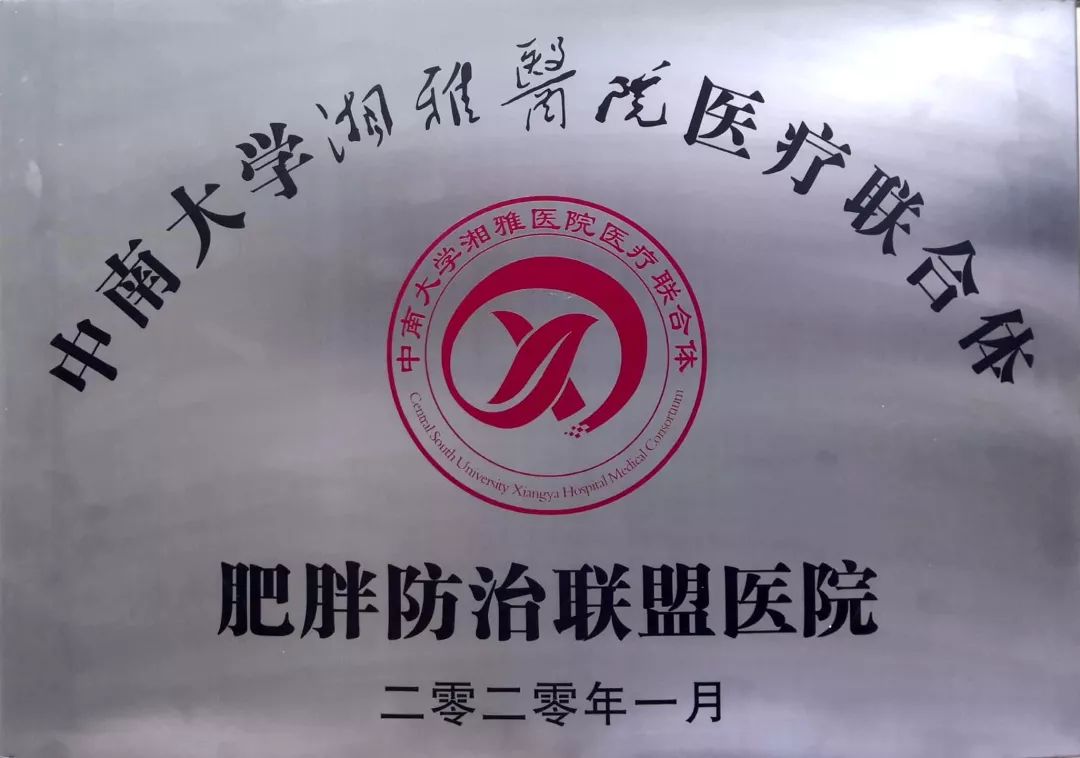 中南大学湘雅醫院医疗联合体
中南大学湘雅医院医疗联合体
Central South University Xiangya Hospital Medical Consortium
肥胖防治联盟医院
二零二零年一月